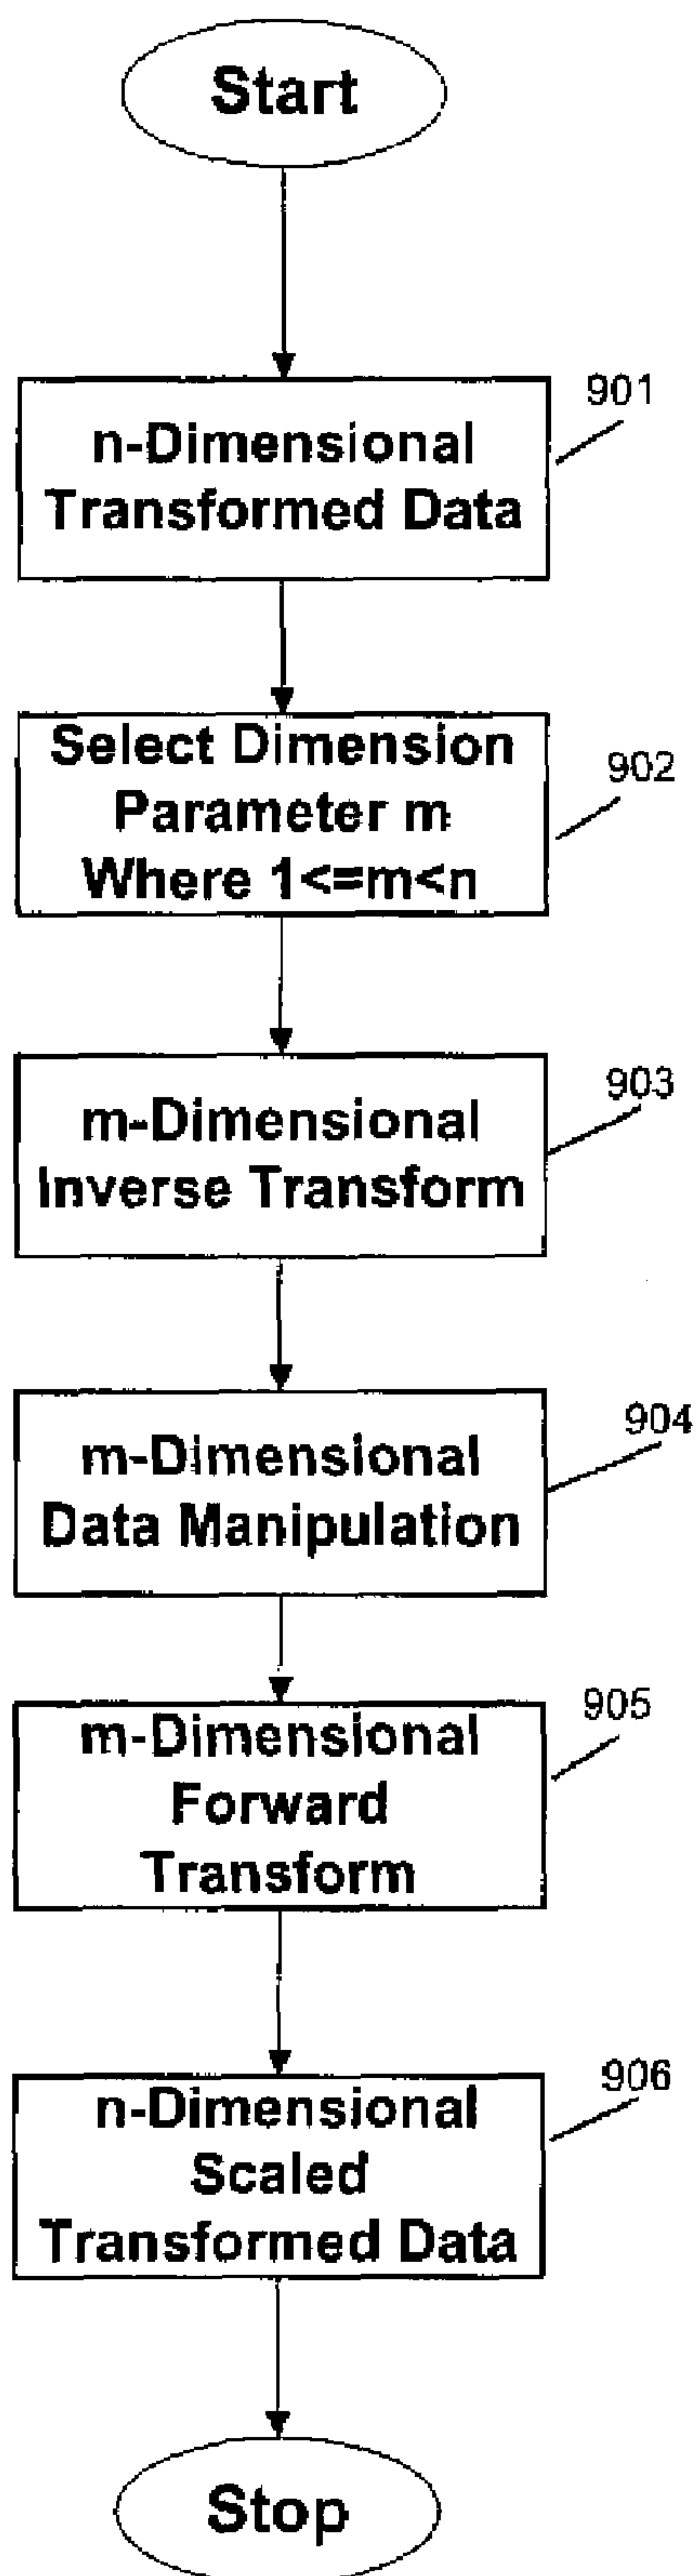 Start
901
n-Dimensional
Transformed Data
902
Select Dimension
Parameter m
Where 1<=m<n
903
m-Dimensional
Inverse Transform
904
m-Dimensional
Data Manipulation
905
m-Dimensional
Forward
Transform
906
n-Dimensional
Scaled
Transformed Data
Stop